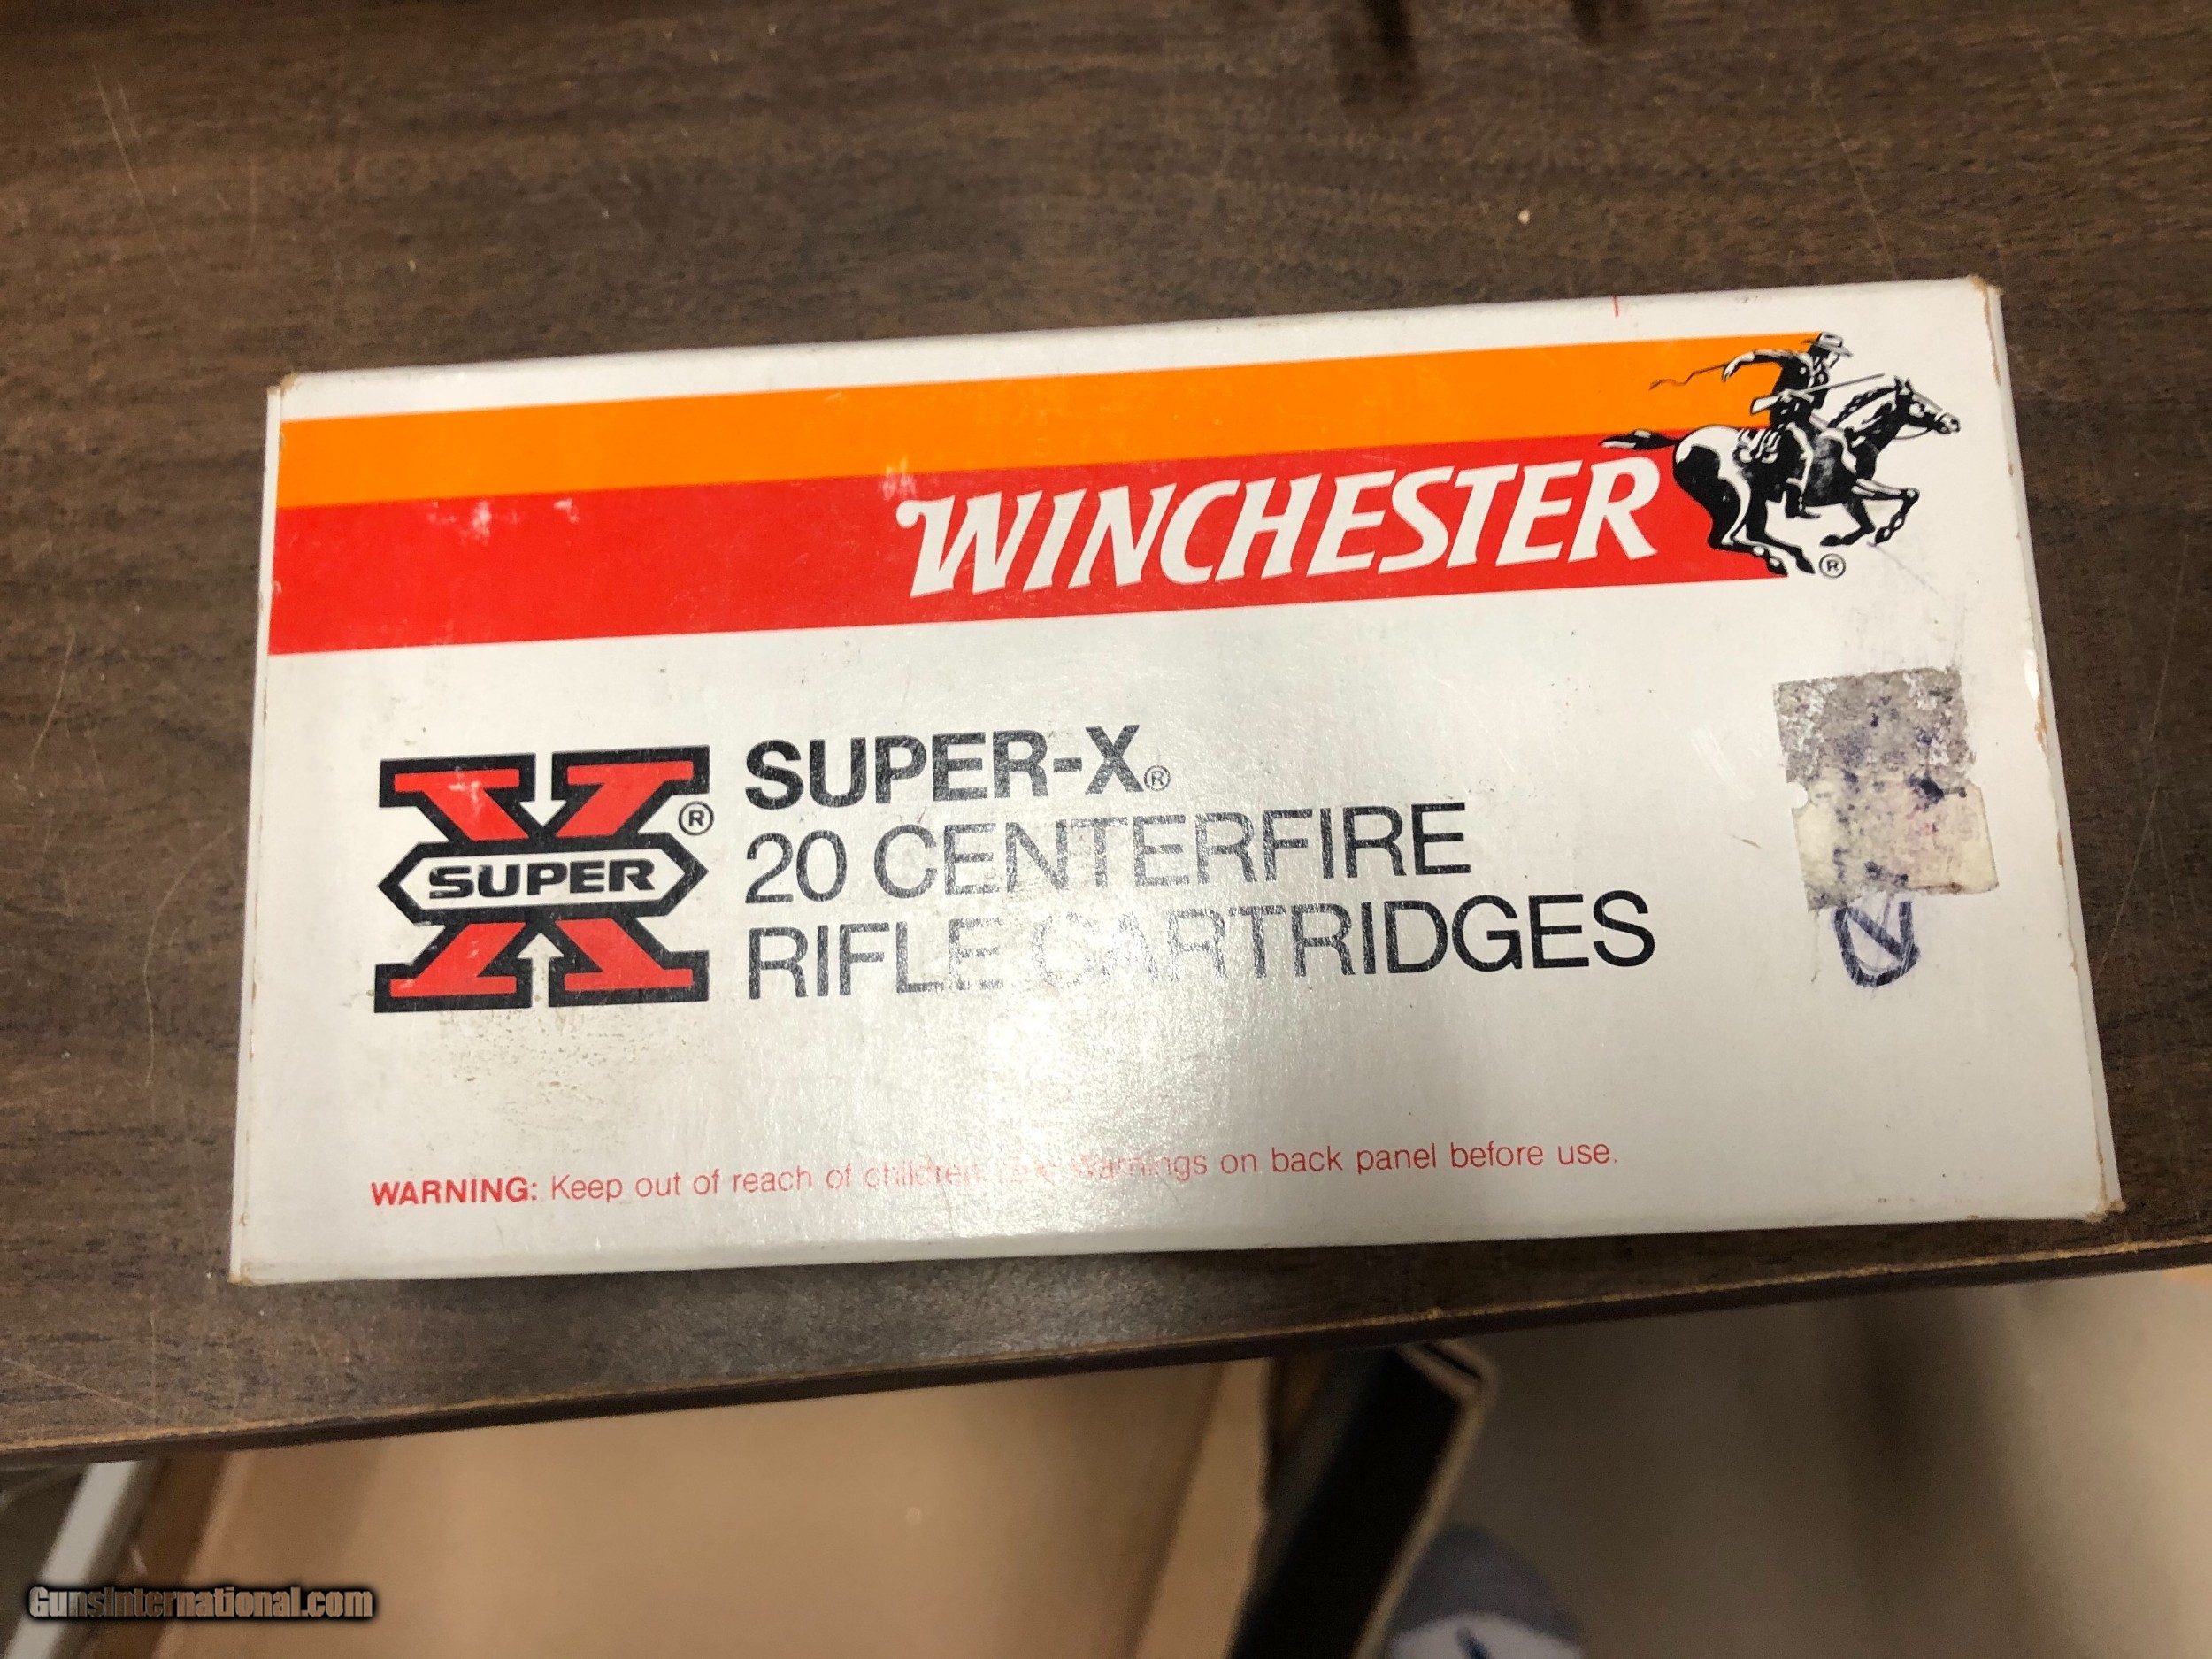 WINCHESTER ®
SUPER ®
SUPER-X®
20 CENTERFIRE
RIFLE CARTRIDGES
WARNING: Keep out of reach of children. See warnings on back panel before use.
GunsInternational.com